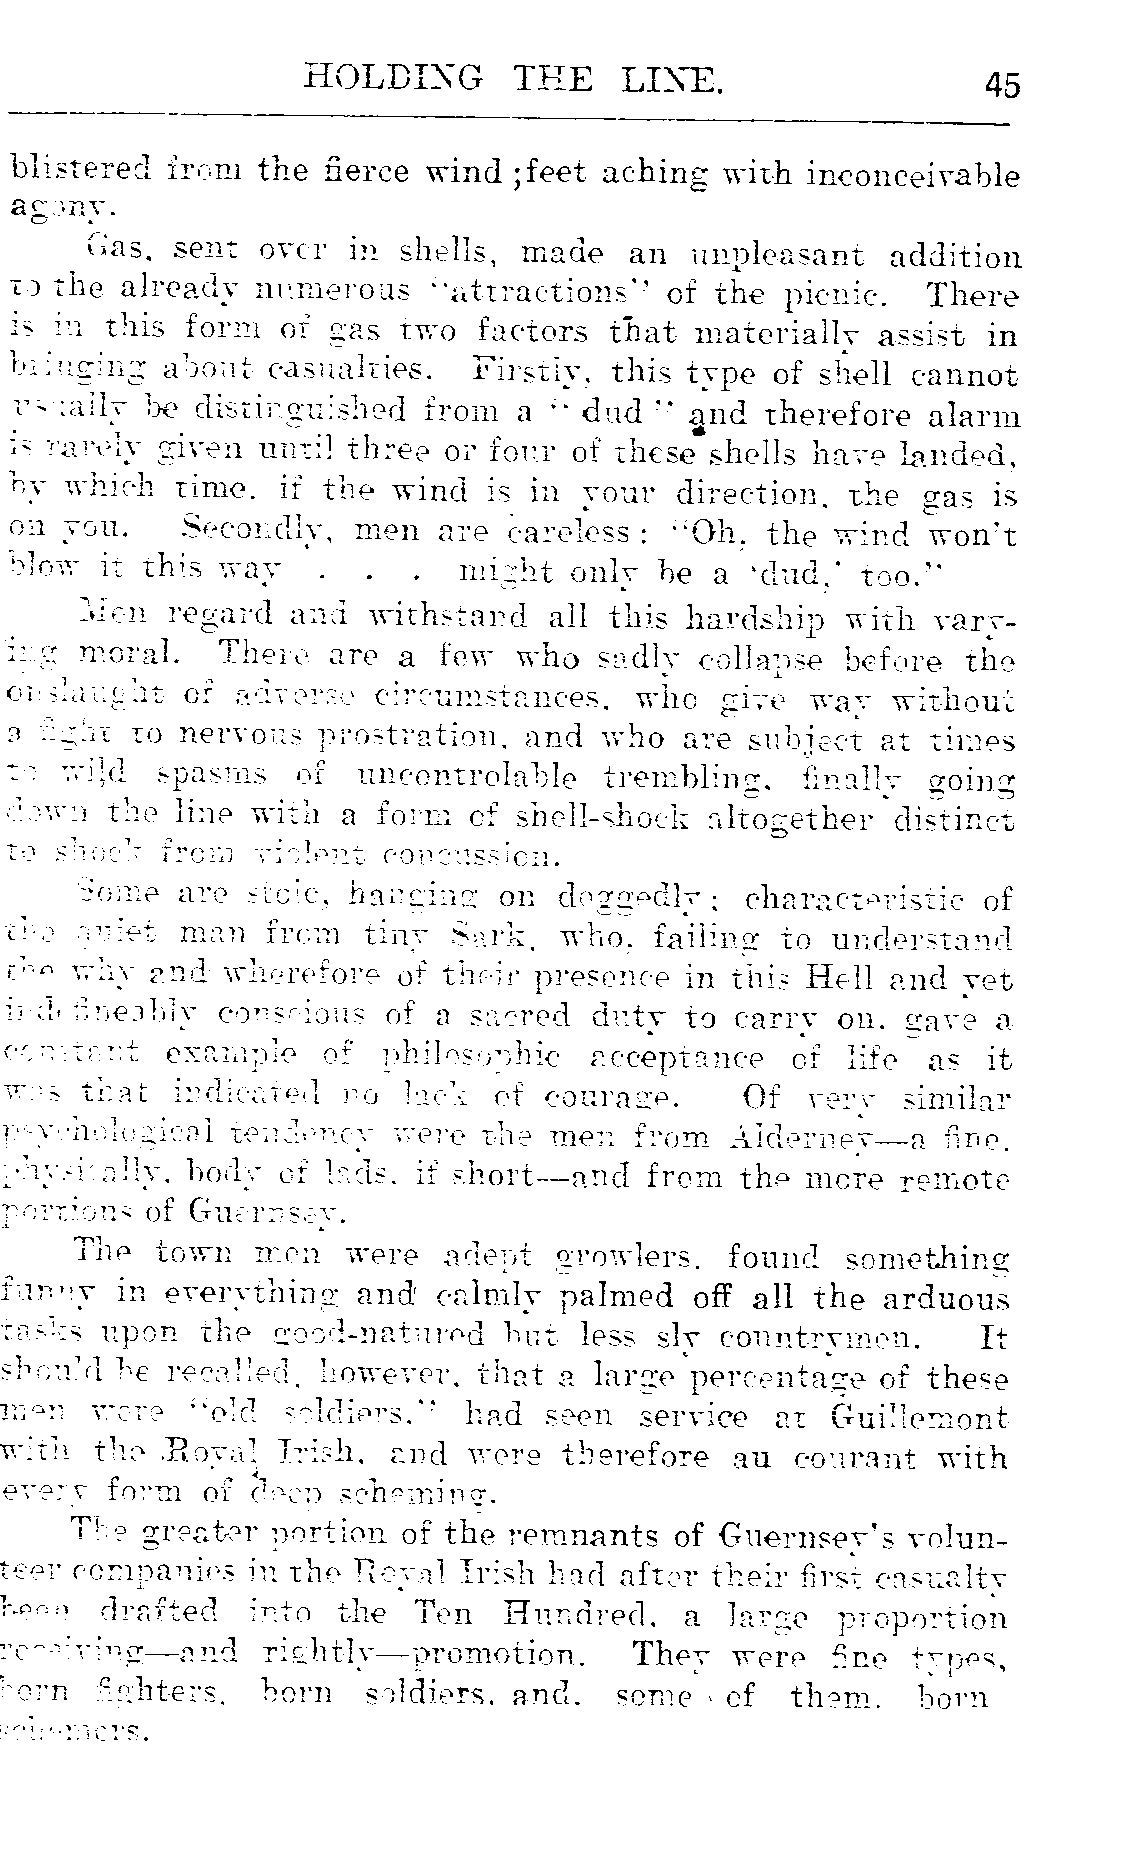 HOLDING THE LINE. 45
blistered from the fierce wind ;feet aching with inconceivable
agony.
Gas, sent over in shells, made an unpleasant addition
to the already numerous "attractions" of the picnic. There
is in this form of gas two factors that materially assist in
bringing about casualties. Firstly, this type of shell cannot
usually be distinguished from a " dud " and therefore alarm
is rarely given until three or four of these shells have landed,
by which time, if the wind is in your direction, the gas is
on you. Secondly, men are careless : "Oh, the wind won't
blow it this way . . . might only be a 'dud,' too."
Men regard and withstand all this hardship with vary-
ing moral. There are a few who sadly collapse before the
onslaught of adverse circumstances, who give way without
a fight to nervous prostration, and who are subject at times
to wild spasms of uncontrolable trembling, finally going
down the line with a form of shell-shock altogether distinct
to shock from violent concussion.
Some are stoic, hanging on doggedly ; characteristic of
the quiet man from tiny Sark, who, failing to understand
the why and wherefore of their presence in this Hell and yet
indefineably conscious of a sacred duty to carry on, gave a
constant example of philosophic acceptance of life as it
was that indicated no lack of courage. Of very similar
psychological tendency were the men from Alderney—a fine,
physically, body of lads, if short—and from the more remote
portions of Guernsey.
The town men were adept growlers, found something
funny in everything and calmly palmed off all the arduous
tasks upon the good-natured but less sly countrymen. It
should be recalled, however, that a large percentage of these
men were "old soldiers," had seen service at Guillemont
with the Royal Irish, and were therefore au courant with
every form of deep scheming.
The greater portion of the remnants of Guernsey's volun-
teer companies in the Royal Irish had after their first casualty
been drafted into the Ten Hundred, a large proportion
receiving—and rightly—promotion. They were fine types,
born fighters, born soldiers, and, some of them, born
schemers.